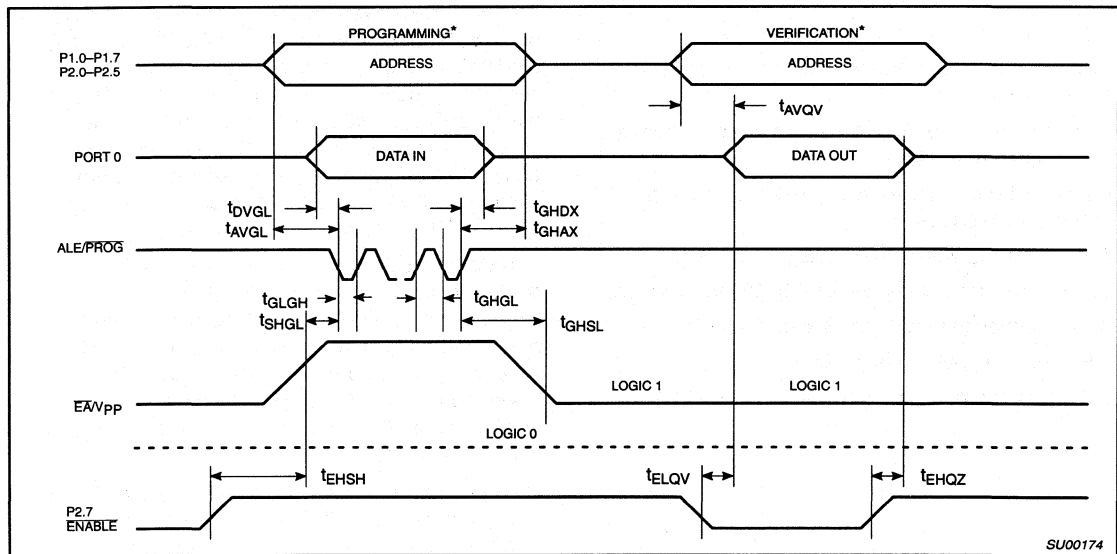 PROGRAMMING*
VERIFICATION*
P1.0–P1.7
P2.0–P2.5
ADDRESS
ADDRESS
tAVQV
PORT 0
DATA IN
DATA OUT
tDVGL
tGHDX
tAVGL
tGHAX
ALE/PROG
tGLGH
tGHGL
tSHGL
tGHSL
LOGIC 1
LOGIC 1
EA/VPP
LOGIC 0
tEHSH
tELQV
tEHQZ
P2.7
ENABLE
SU00174